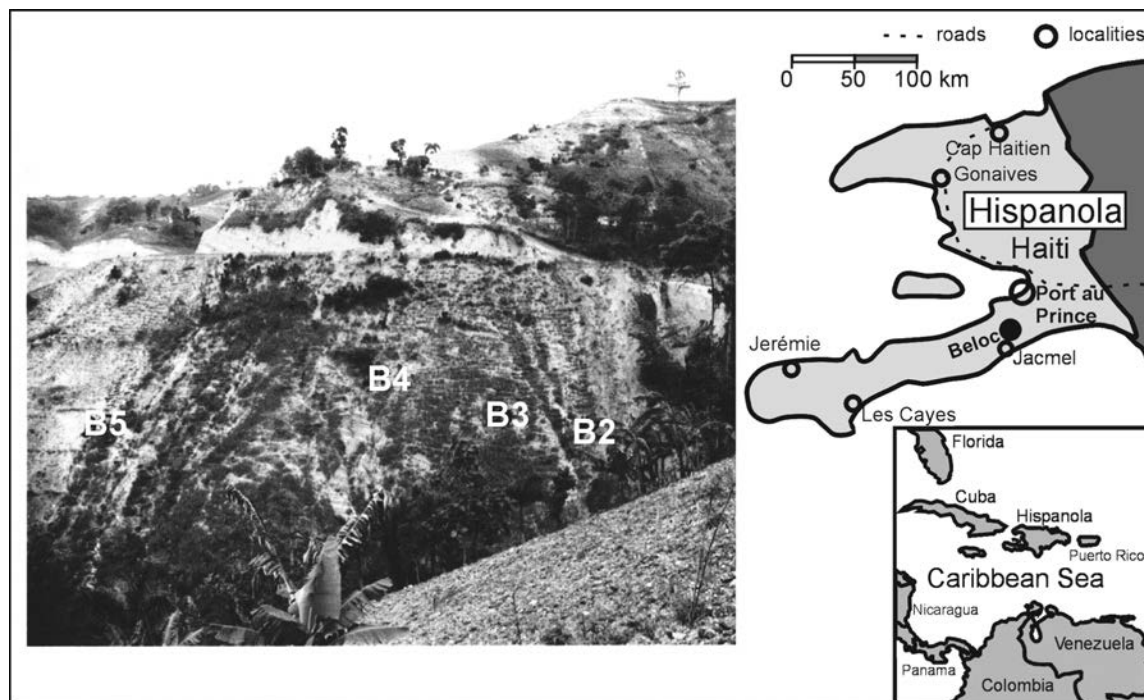 B5
B4
B3
B2
roads
localities
0 50 100 km
Cap Haitien
Gonaives
Hispanola
Haiti
Port au
Prince
Beloc
Jacmel
Jerémie
Les Cayes
Florida
Cuba
Hispanola
Puerto Rico
Caribbean Sea
Nicaragua
Venezuela
Panama
Colombia